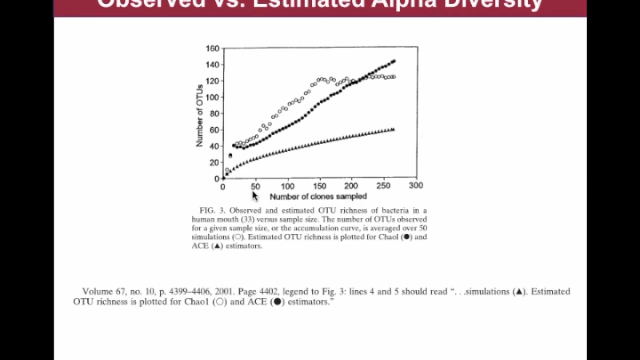 Observed vs. Estimated Alpha Diversity
160
140
120
100
80
60
40
20
0
Number of OTUs
0 50 100 150 200 250 300
Number of clones sampled
FIG. 3. Observed and estimated OTU richness of bacteria in a
human mouth (33) versus sample size. The number of OTUs observed
for a given sample size, or the accumulation curve, is averaged over 50
simulations (○). Estimated OTU richness is plotted for Chao1 (●) and
ACE (▲) estimators.
Volume 67, no. 10, p. 4399–4406, 2001. Page 4402, legend to Fig. 3: lines 4 and 5 should read “. . .simulations (▲). Estimated
OTU richness is plotted for Chao1 (○) and ACE (●) estimators.”